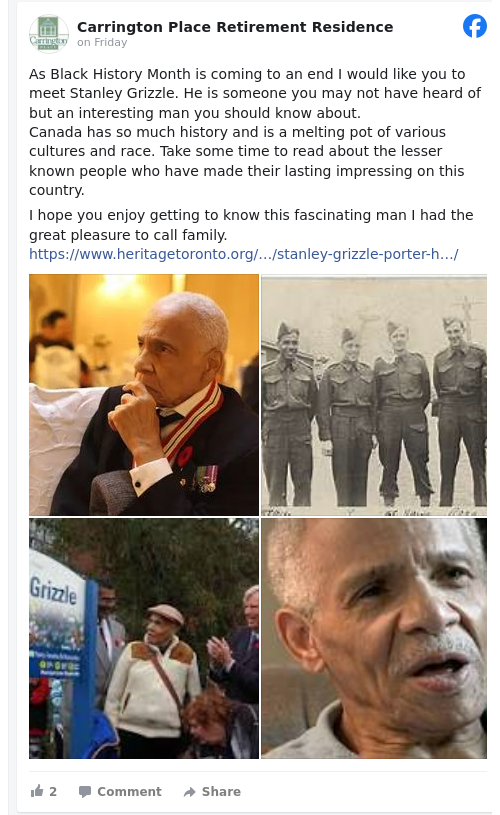 Carrington Place Retirement Residence
on Friday
As Black History Month is coming to an end I would like you to
meet Stanley Grizzle. He is someone you may not have heard of
but an interesting man you should know about.
Canada has so much history and is a melting pot of various
cultures and race. Take some time to read about the lesser
known people who have made their lasting impressing on this
country.
I hope you enjoy getting to know this fascinating man I had the
great pleasure to call family.
https://www.heritagetoronto.org/.../stanley-grizzle-porter-h.../
Grizzle
2
Comment
Share